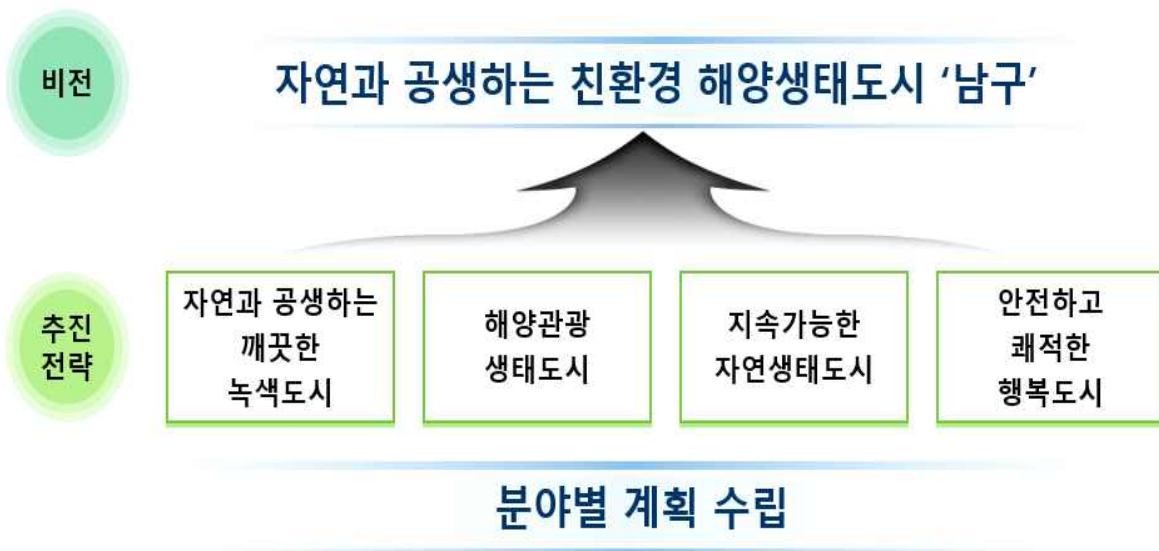 비전
자연과 공생하는 친환경 해양생태도시 ‘남구’
추진
전략
자연과 공생하는
깨끗한
녹색도시
해양관광
생태도시
지속가능한
자연생태도시
안전하고
쾌적한
행복도시
분야별 계획 수립